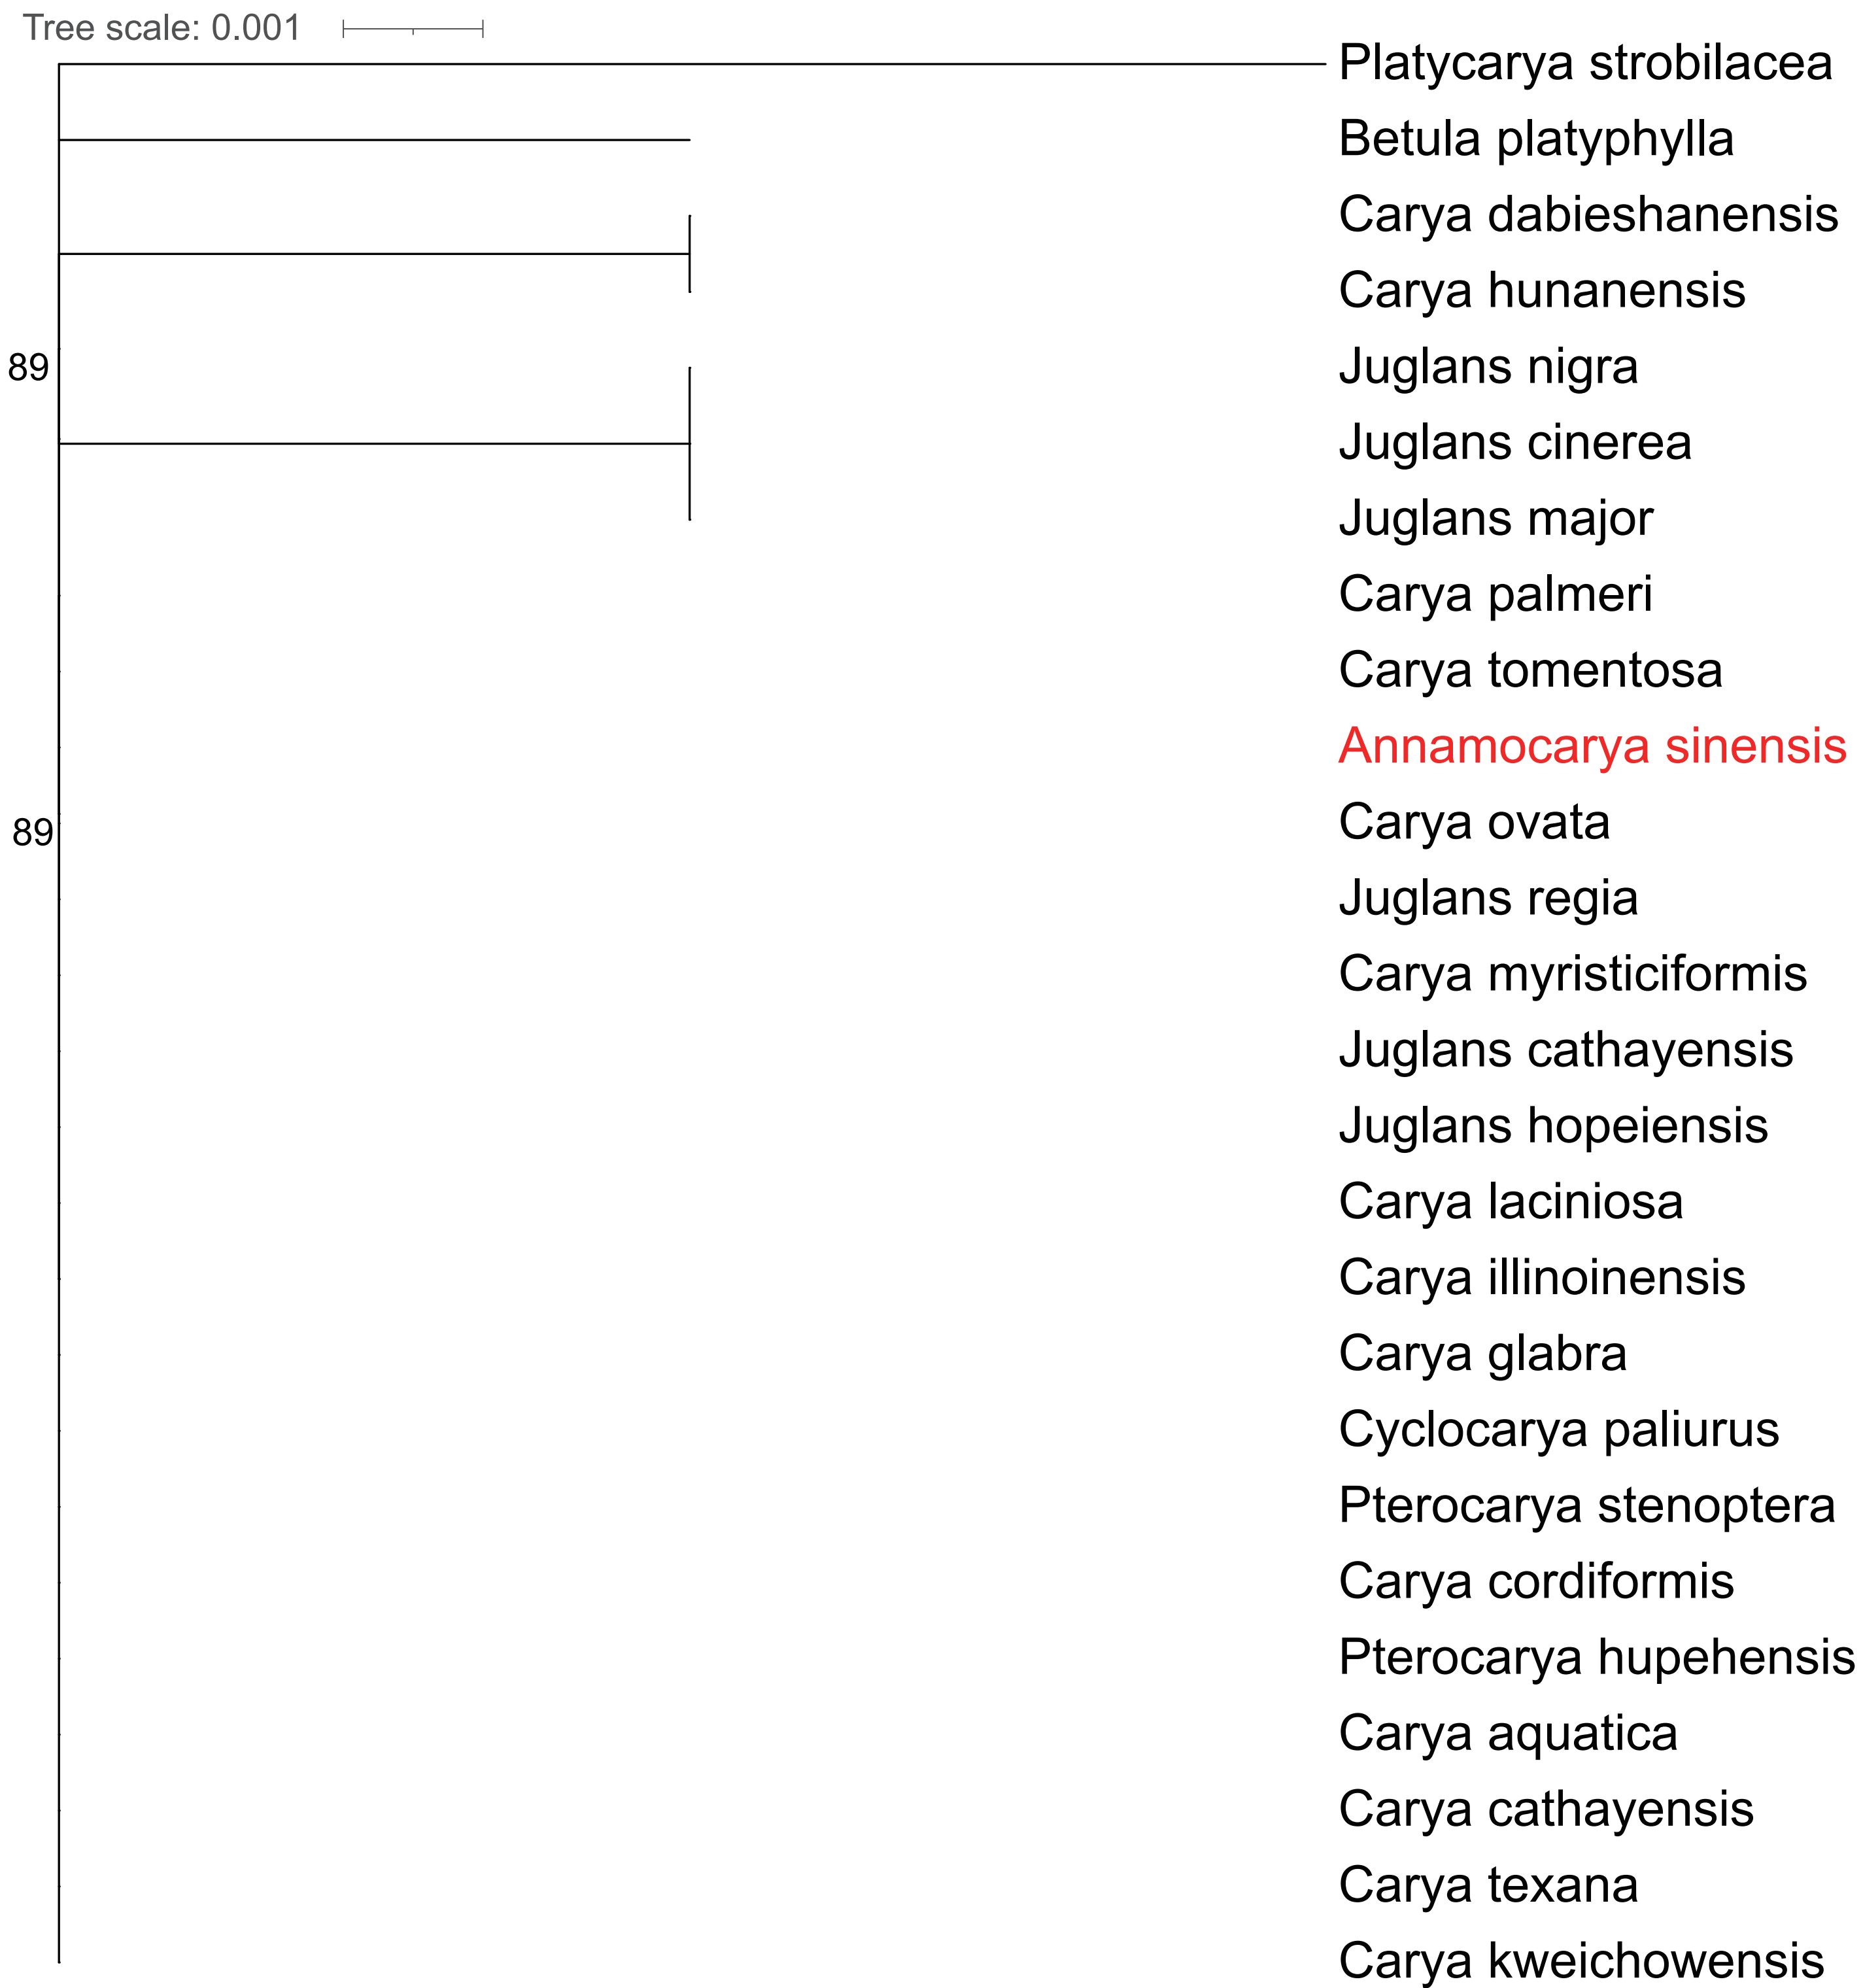 Tree scale: 0.001
Platycarya strobilacea
Betula platyphylla
Carya dabieshanensis
Carya hunanensis
89
Juglans nigra
Juglans cinerea
Juglans major
Carya palmeri
Carya tomentosa
Annamocarya sinensis
89
Carya ovata
Juglans regia
Carya myristiciformis
Juglans cathayensis
Juglans hopeiensis
Carya laciniosa
Carya illinoinensis
Carya glabra
Cyclocarya paliurus
Pterocarya stenoptera
Carya cordiformis
Pterocarya hupehensis
Carya aquatica
Carya cathayensis
Carya texana
Carya kweichowensis